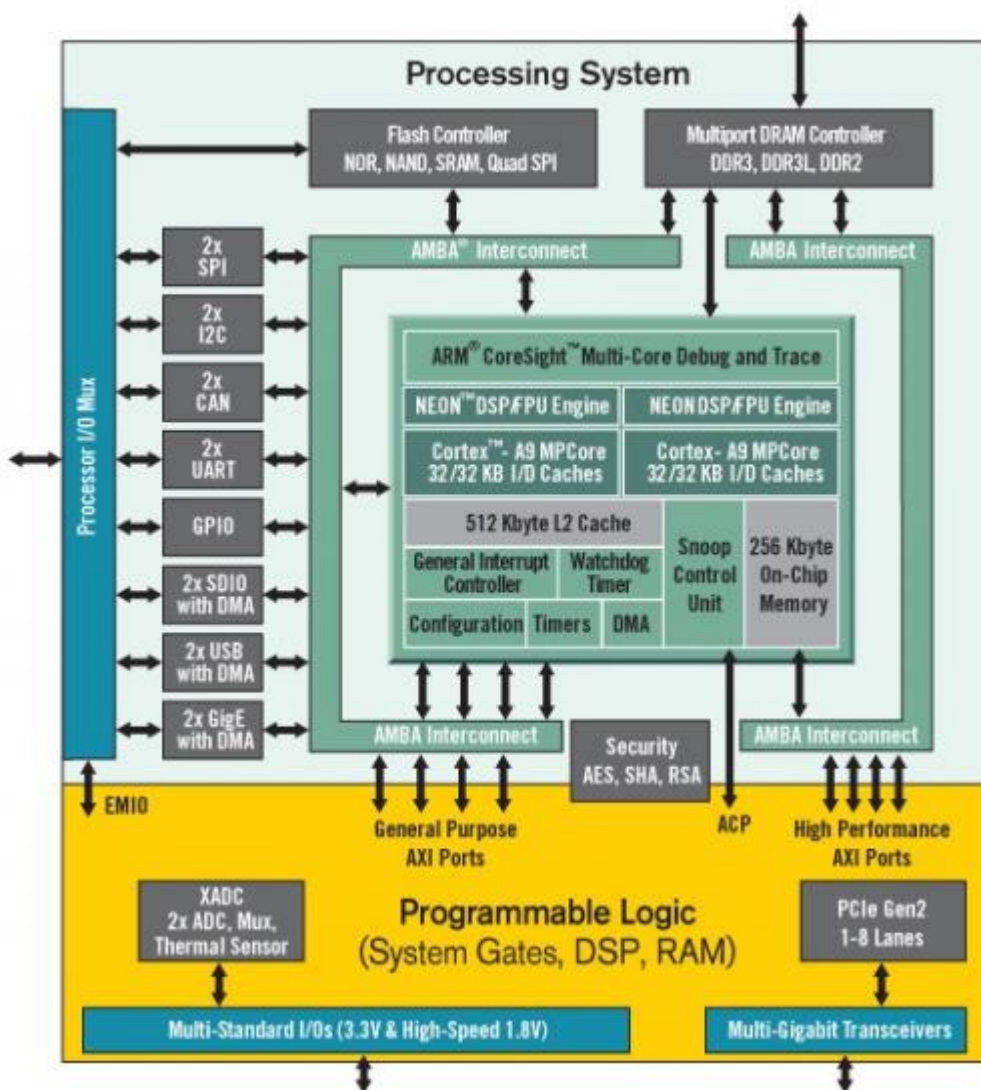 Processing System
Processor I/O Mux
Flash Controller
NOR, NAND, SRAM, Quad SPI
Multiport DRAM Controller
DDR3, DDR3L, DDR2
AMBA® Interconnect
AMBA Interconnect
2x
SPI
2x
I2C
2x
CAN
2x
UART
GPIO
2x SDIO
with DMA
2x USB
with DMA
2x GigE
with DMA
ARM® CoreSight™ Multi-Core Debug and Trace
NEON™ DSP/FPU Engine
NEON DSP/FPU Engine
Cortex™- A9 MPCore
32/32 KB I/D Caches
Cortex- A9 MPCore
32/32 KB I/D Caches
512 Kbyte L2 Cache
General Interrupt
Controller
Watchdog
Timer
Configuration
Timers
DMA
Snoop
Control
Unit
256 Kbyte
On-Chip
Memory
AMBA Interconnect
Security
AES, SHA, RSA
AMBA Interconnect
EMIO
General Purpose
AXI Ports
ACP
High Performance
AXI Ports
XADC
2x ADC, Mux,
Thermal Sensor
Programmable Logic
(System Gates, DSP, RAM)
PCIe Gen2
1-8 Lanes
Multi-Standard I/Os (3.3V & High-Speed 1.8V)
Multi-Gigabit Transceivers